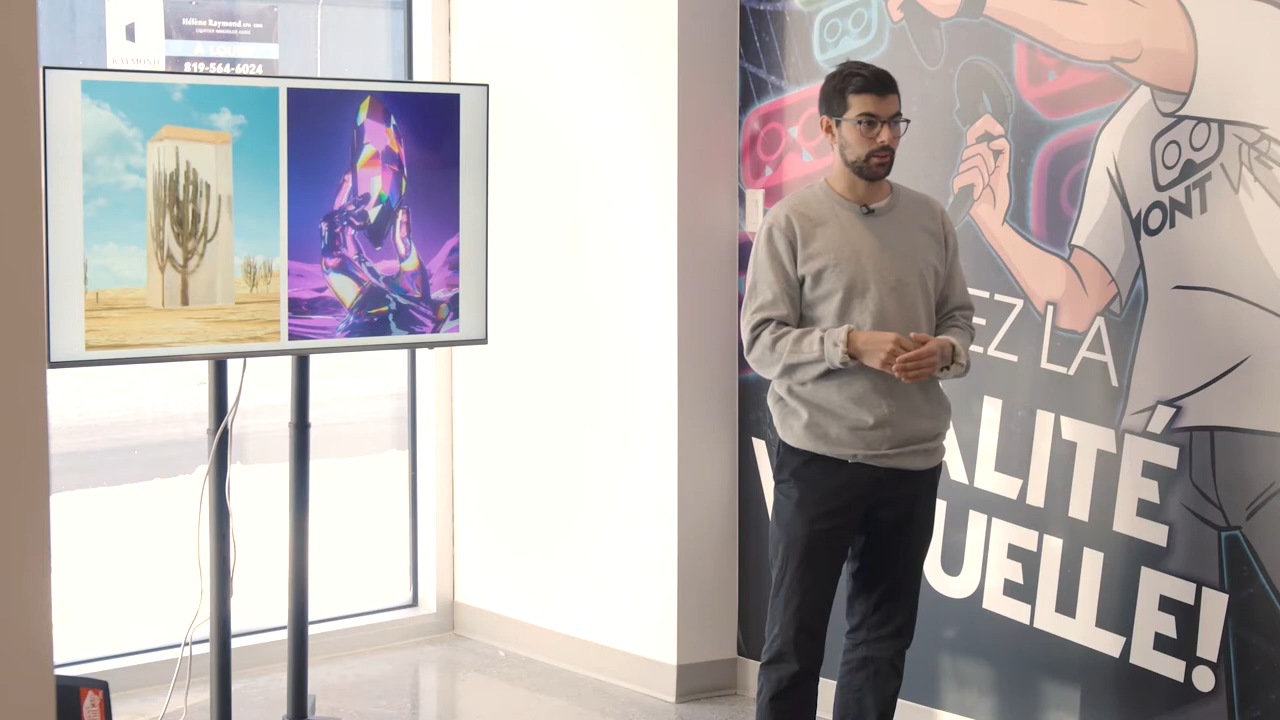 Hélène Raymond
À LOUER
RAYMOND
819-564-6024
MONT
EZ LA
ALITÉ
UELLE!